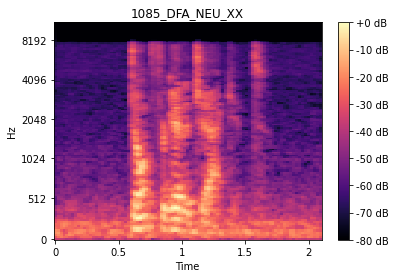 1085_DFA_NEU_XX
+0 dB
8192
-10 dB
4096
-20 dB
-30 dB
2048
Hz
-40 dB
1024
-50 dB
512
-60 dB
-70 dB
0
-80 dB
0 0.5 1 1.5 2
Time